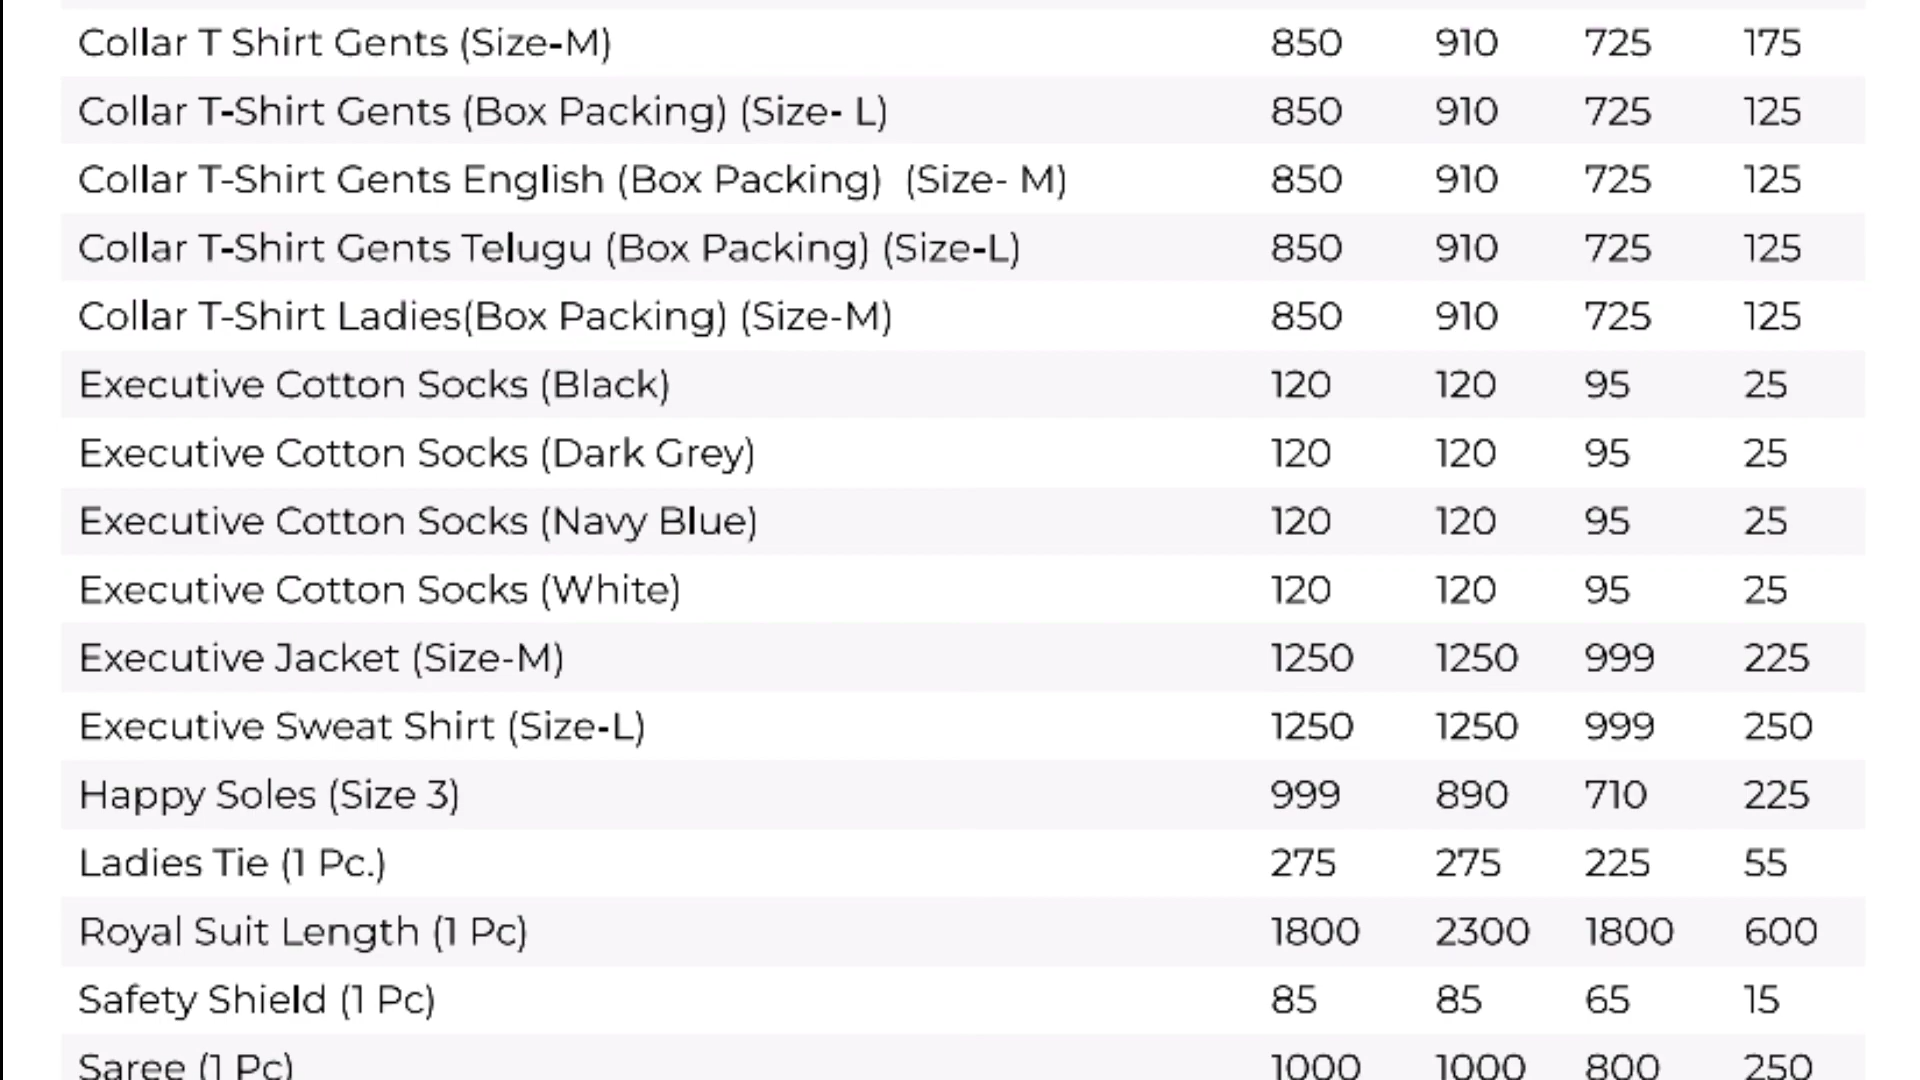 Collar T Shirt Gents (Size-M) 850 910 725 175
Collar T-Shirt Gents (Box Packing) (Size- L) 850 910 725 125
Collar T-Shirt Gents English (Box Packing)  (Size- M) 850 910 725 125
Collar T-Shirt Gents Telugu (Box Packing) (Size-L) 850 910 725 125
Collar T-Shirt Ladies(Box Packing) (Size-M) 850 910 725 125
Executive Cotton Socks (Black) 120 120 95 25
Executive Cotton Socks (Dark Grey) 120 120 95 25
Executive Cotton Socks (Navy Blue) 120 120 95 25
Executive Cotton Socks (White) 120 120 95 25
Executive Jacket (Size-M) 1250 1250 999 225
Executive Sweat Shirt (Size-L) 1250 1250 999 250
Happy Soles (Size 3) 999 890 710 225
Ladies Tie (1 Pc.) 275 275 225 55
Royal Suit Length (1 Pc) 1800 2300 1800 600
Safety Shield (1 Pc) 85 85 65 15
Saree (1 Pc) 1000 1000 800 250